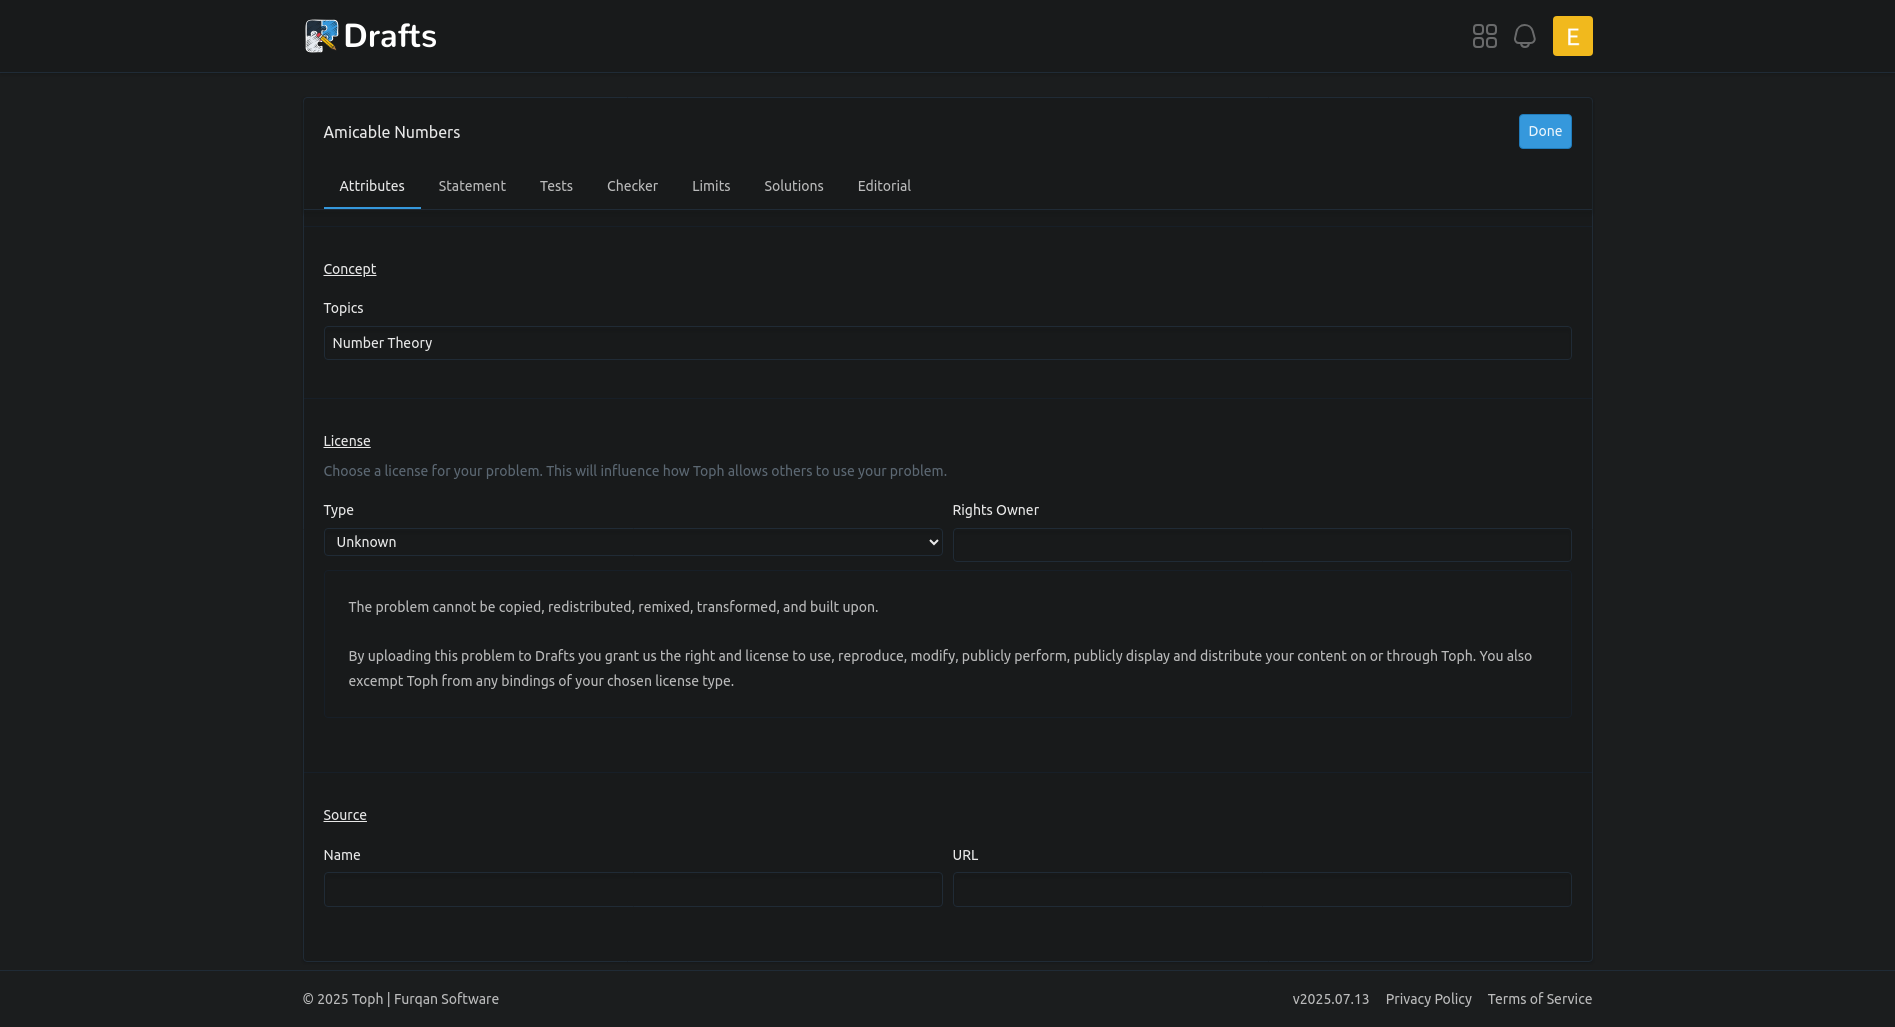 Drafts
E
Amicable Numbers
Done
Attributes Statement Tests Checker Limits Solutions Editorial
Concept
Topics
Number Theory
License
Choose a license for your problem. This will influence how Toph allows others to use your problem.
Type Rights Owner
Unknown
The problem cannot be copied, redistributed, remixed, transformed, and built upon.
By uploading this problem to Drafts you grant us the right and license to use, reproduce, modify, publicly perform, publicly display and distribute your content on or through Toph. You also
excempt Toph from any bindings of your chosen license type.
Source
Name URL
© 2025 Toph | Furqan Software v2025.07.13 Privacy Policy Terms of Service